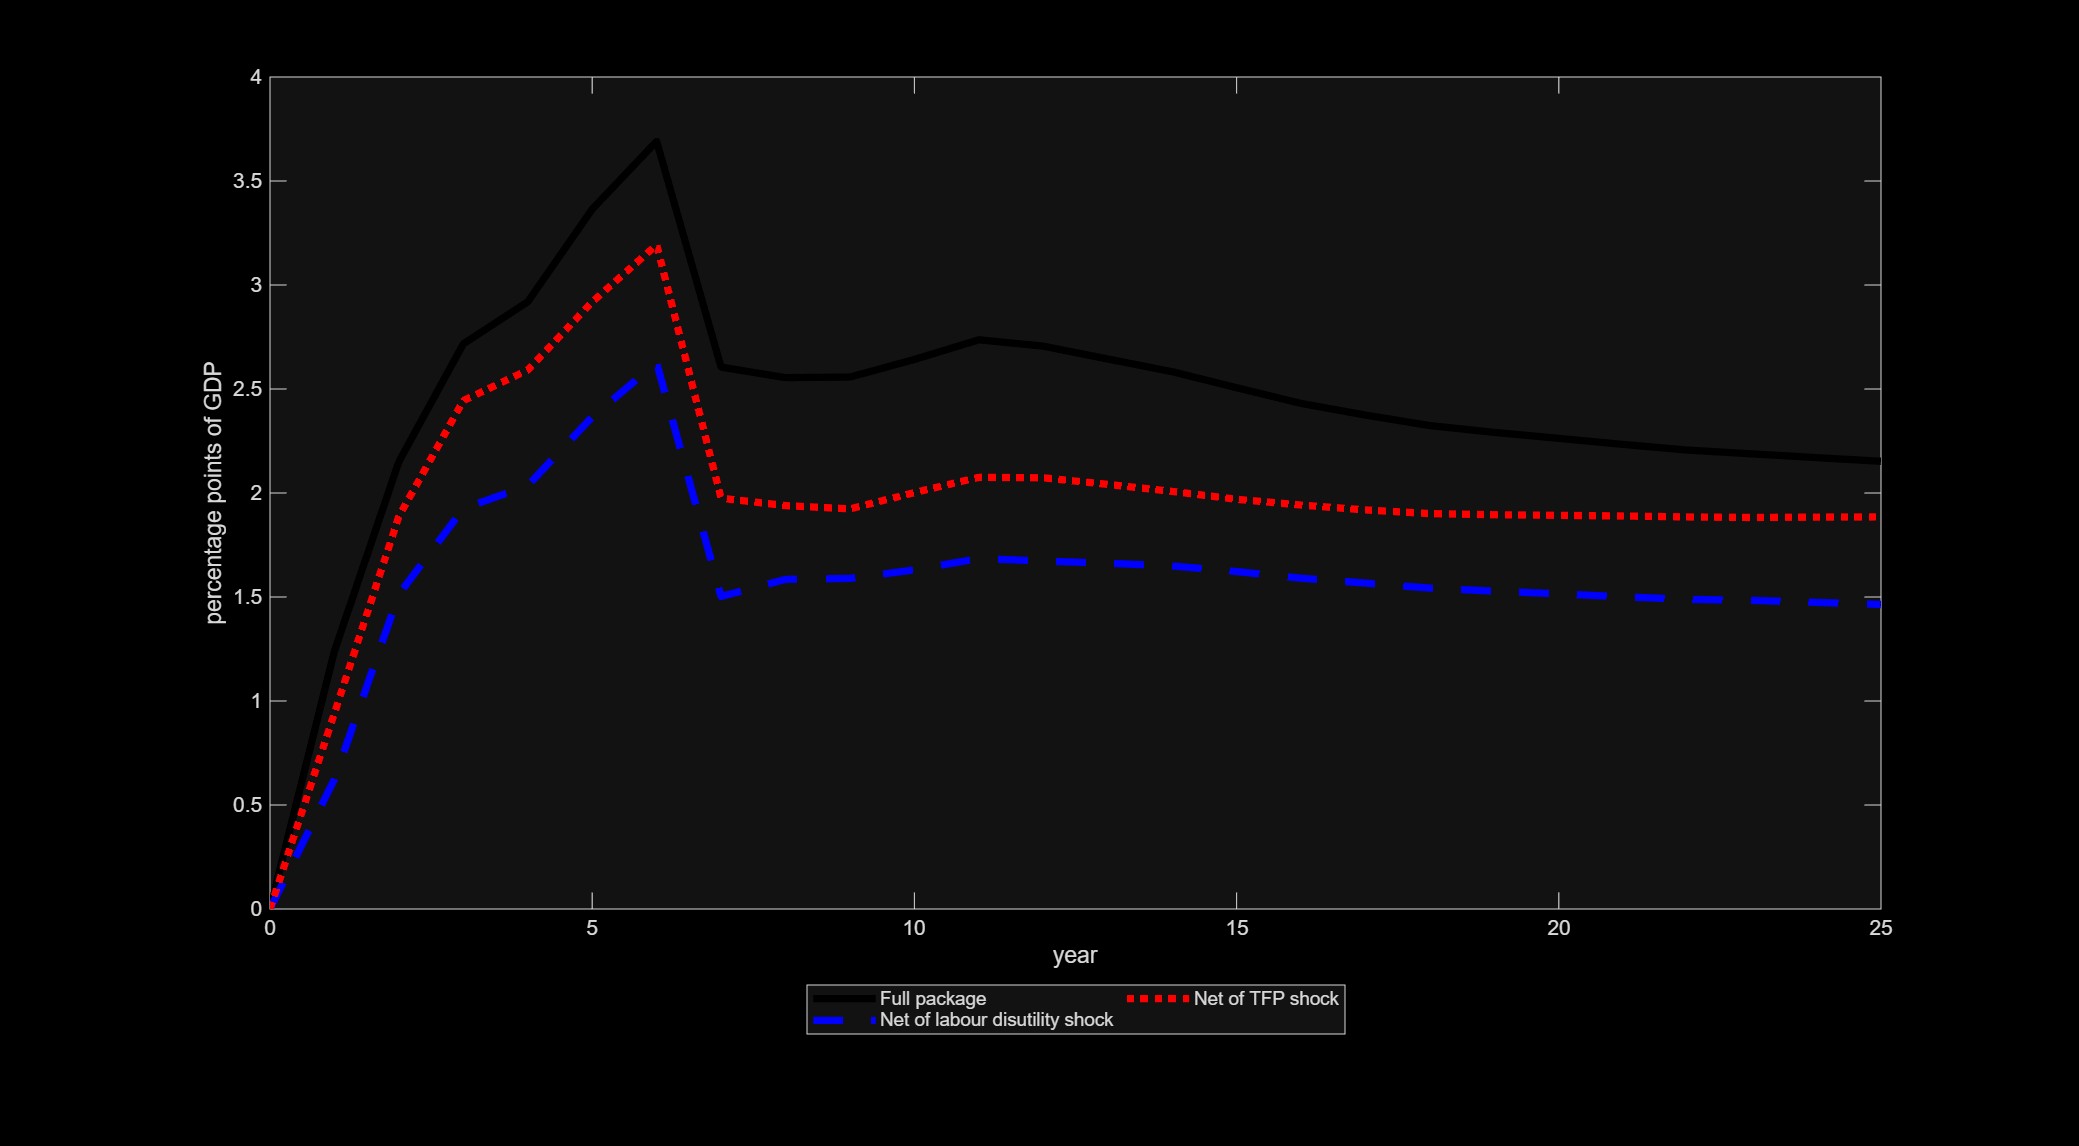 4
3.5
3
2.5
2
1.5
1
0.5
0
percentage points of GDP
0 5 10 15 20 25
year
Full package Net of TFP shock
Net of labour disutility shock